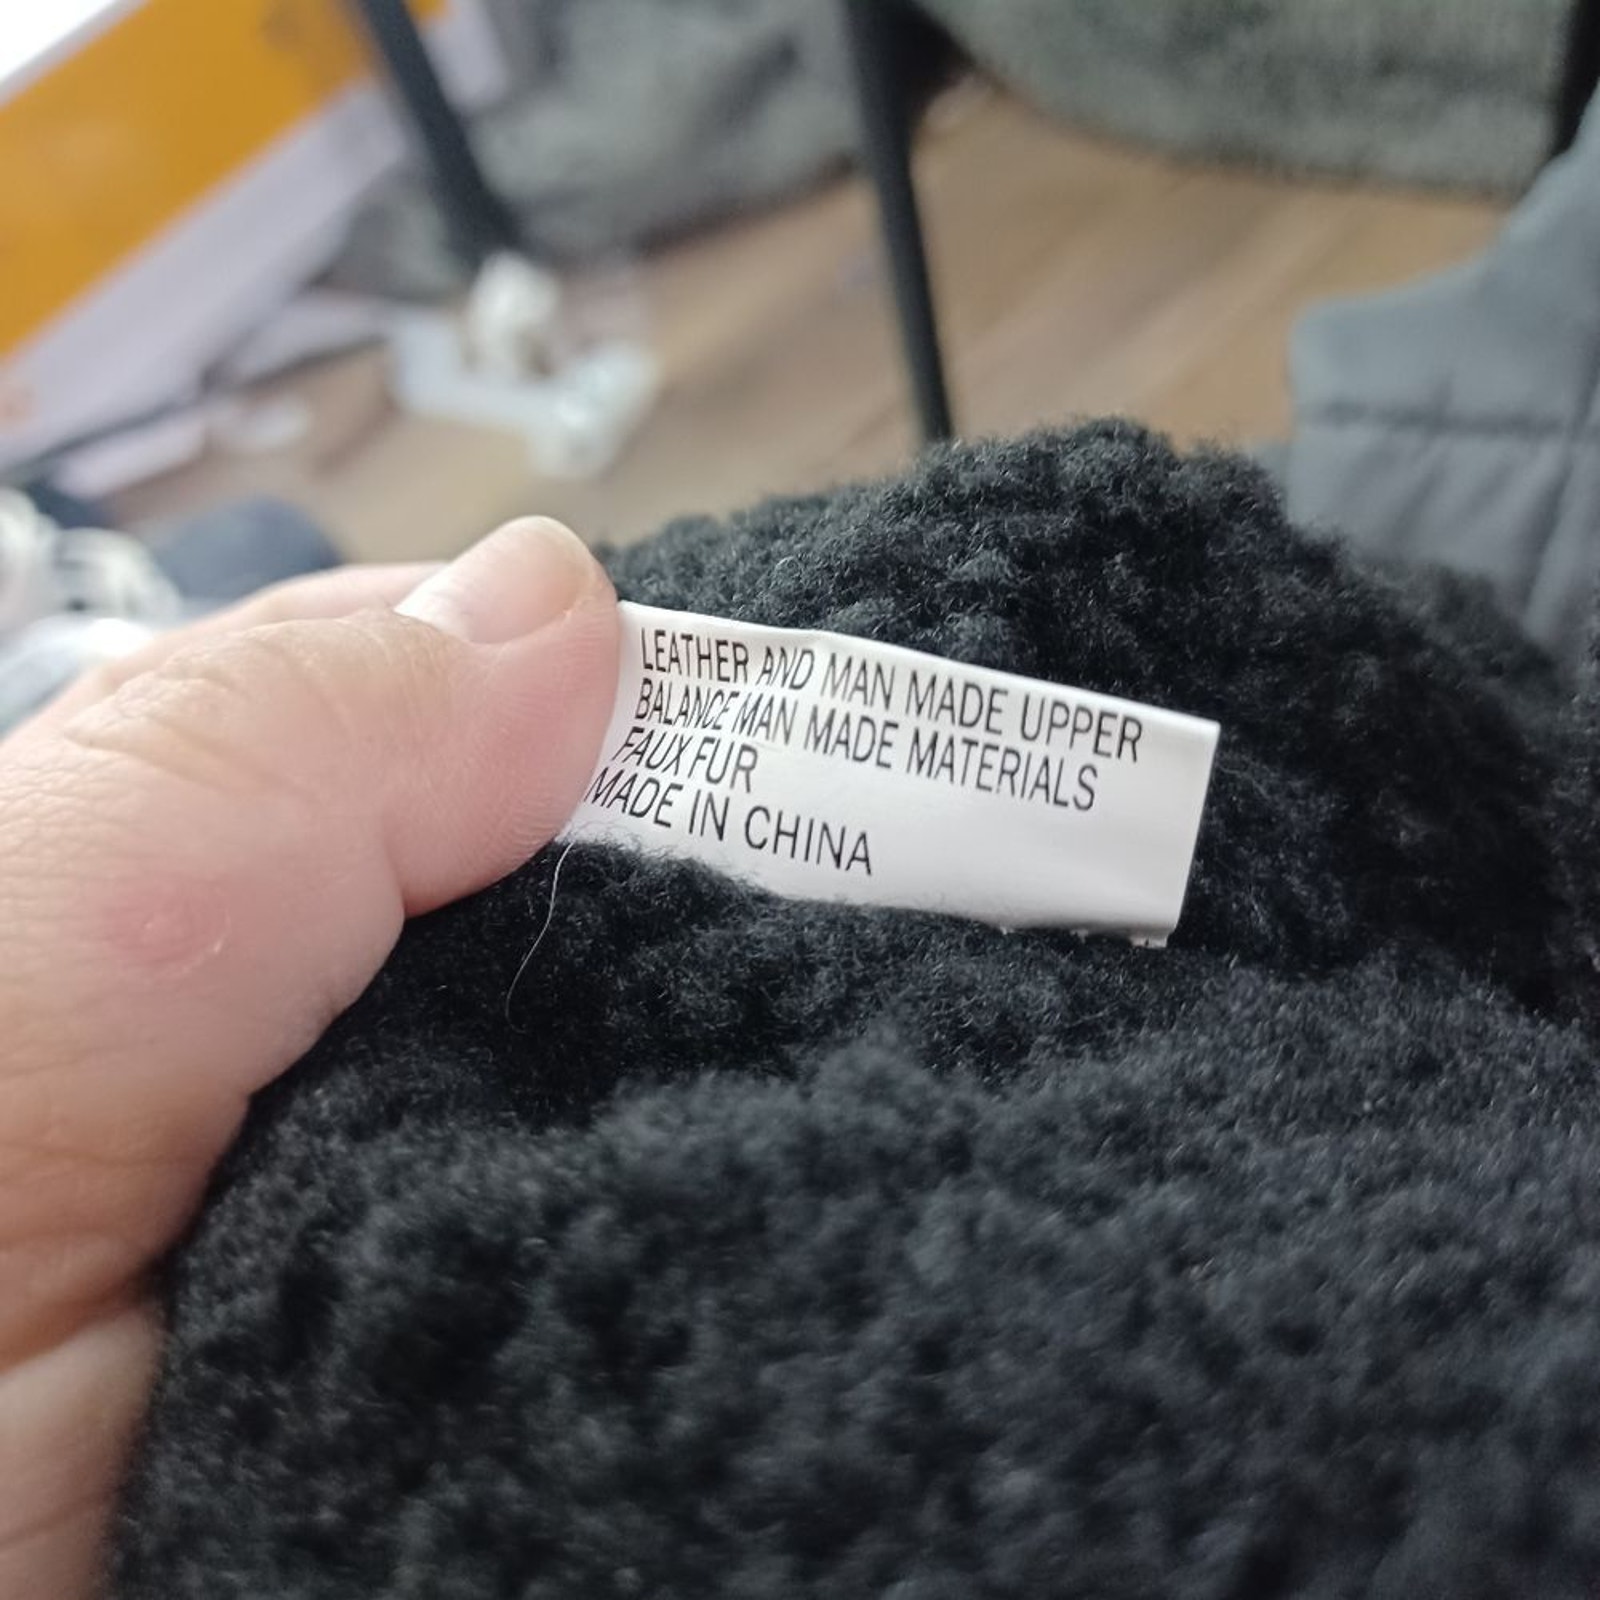 LEATHER AND MAN MADE UPPER
BALANCE MAN MADE MATERIALS
FAUX FUR
MADE IN CHINA